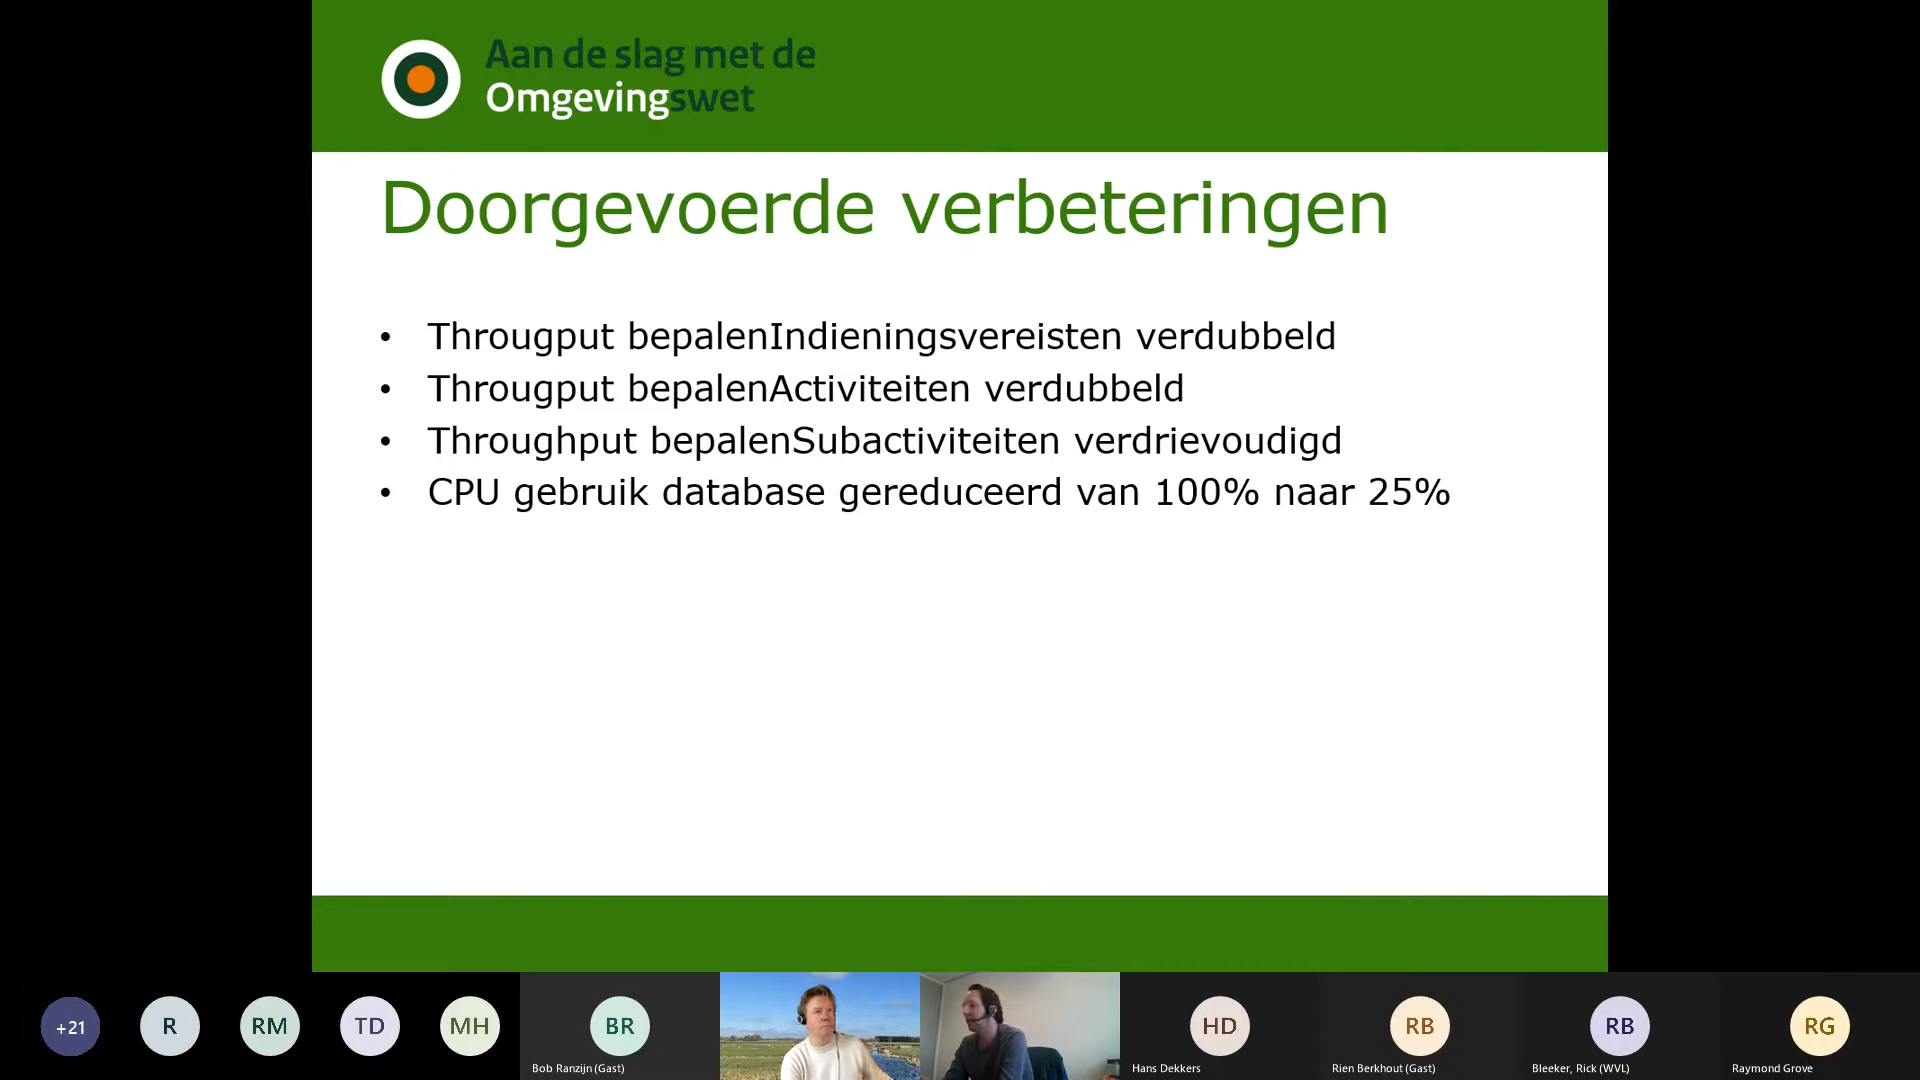 Aan de slag met de
Omgevingswet
Doorgevoerde verbeteringen
• Througput bepalenIndieningsvereisten verdubbeld
• Througput bepalenActiviteiten verdubbeld
• Throughput bepalenSubactiviteiten verdrievoudigd
• CPU gebruik database gereduceerd van 100% naar 25%
+21
R
RM
TD
MH
BR
Bob Ranzijn (Gast)
HD
Hans Dekkers
RB
Rien Berkhout (Gast)
RB
Bleeker, Rick (WVL)
RG
Raymond Grove